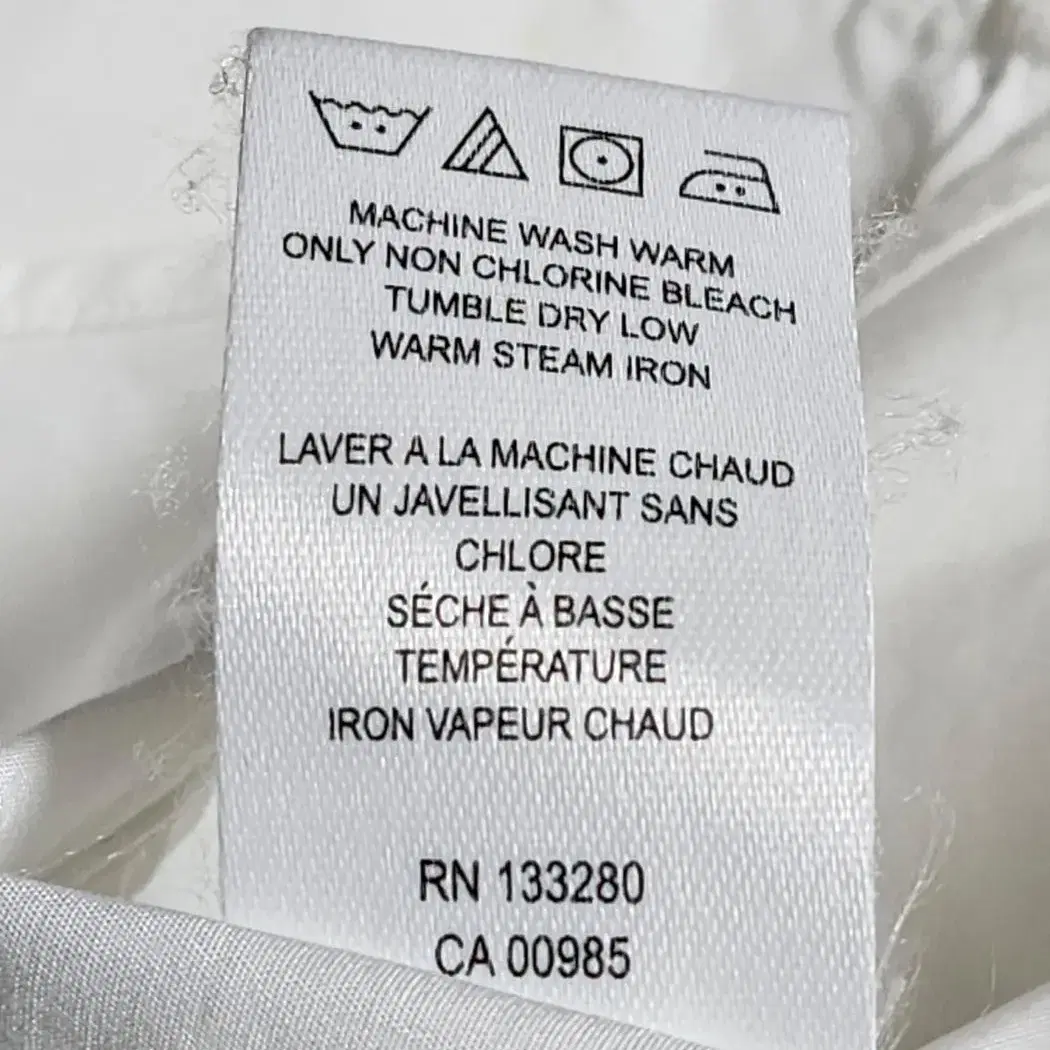 MACHINE WASH WARM
ONLY NON CHLORINE BLEACH
TUMBLE DRY LOW
WARM STEAM IRON
LAVER A LA MACHINE CHAUD
UN JAVELLISANT SANS
CHLORE
SÉCHE À BASSE
TEMPÉRATURE
IRON VAPEUR CHAUD
RN 133280
CA 00985